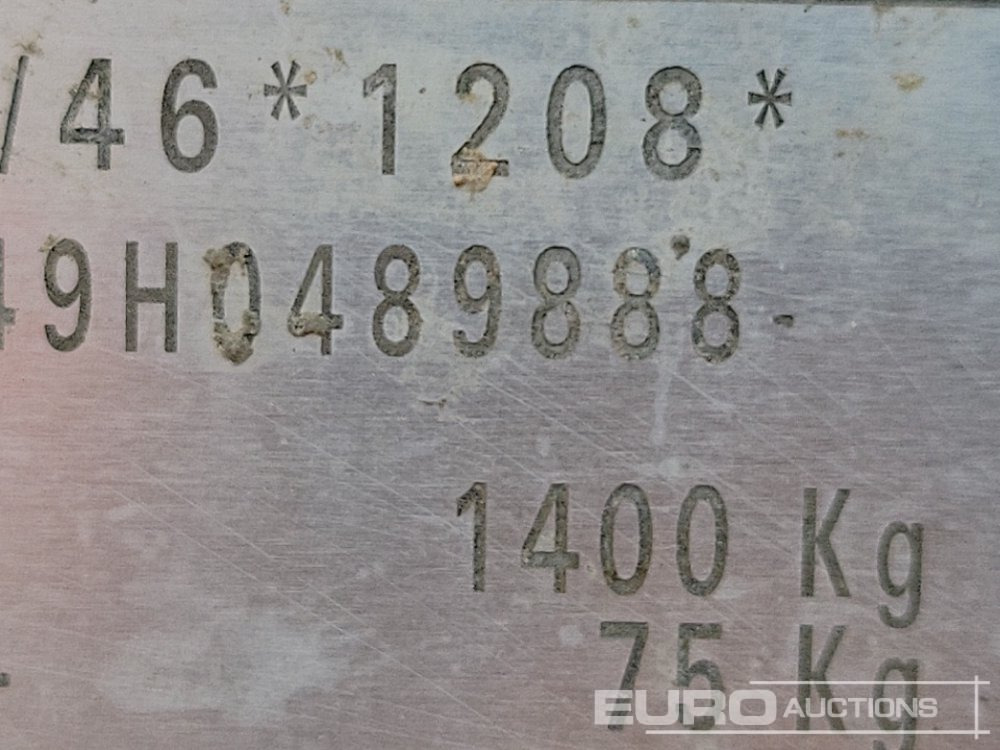 /46*1208*
49H0489888-
1400 Kg
75 Kg
EURO AUCTIONS